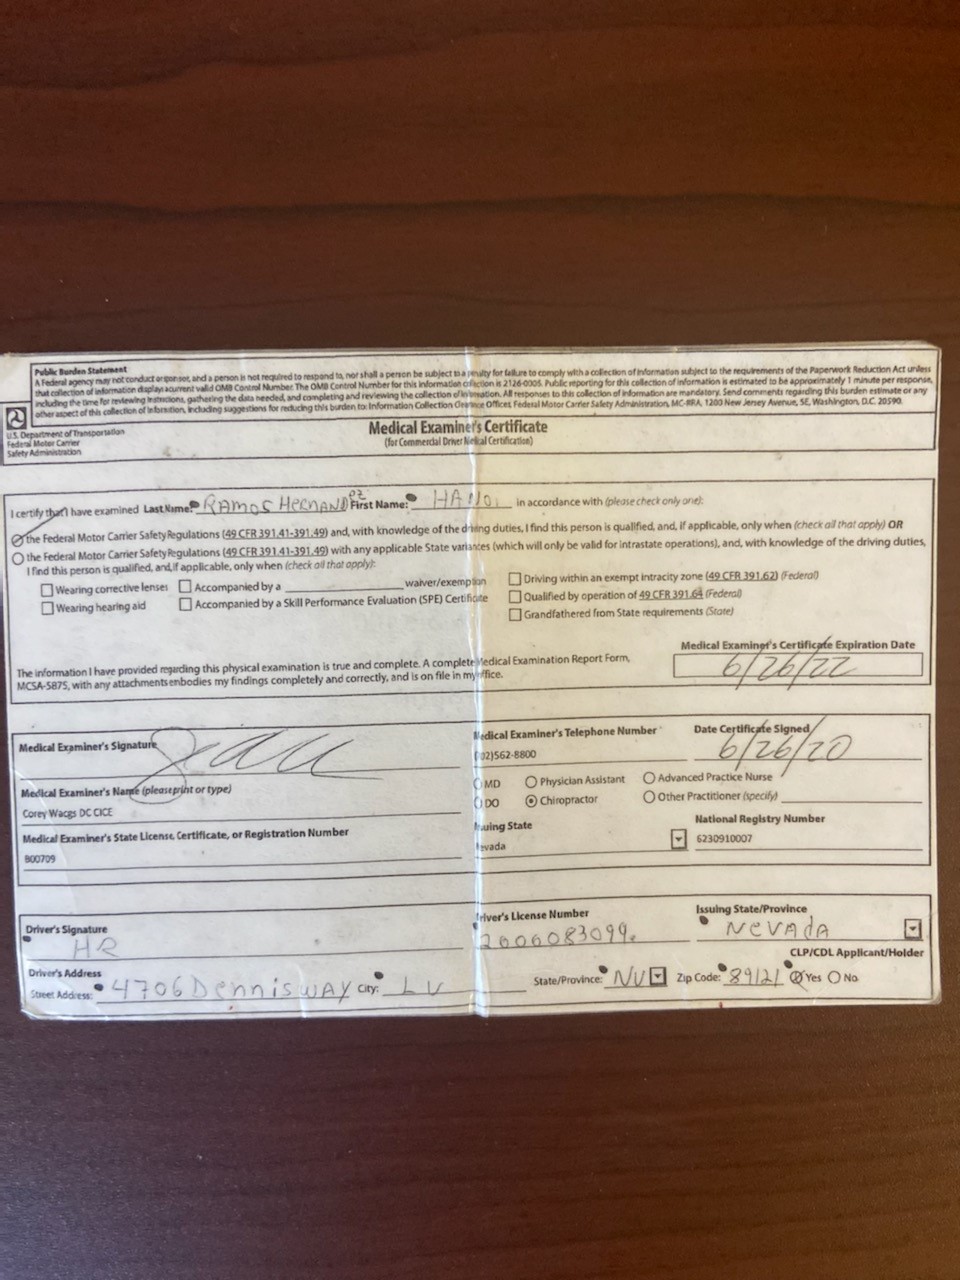 Public Burden Statement
A Federal agency may not conduct or sponsor, and a person is not required to respond to, nor shall a person be subject to a penalty for failure to comply with a collection of information subject to the requirements of the Paperwork Reduction Act unless
that collection of information displays a current valid OMB Control Number. The OMB Control Number for this information collection is 2126-0006. Public reporting for this collection of information is estimated to be approximately 1 minute per response,
including the time for reviewing instructions, gathering the data needed, and completing and reviewing the collection of information. All responses to this collection of information are mandatory. Send comments regarding this burden estimate or any
other aspect of this collection of information, including suggestions for reducing this burden to: Information Collection Clearance Officer, Federal Motor Carrier Safety Administration, MC-RRA, 1200 New Jersey Avenue, SE, Washington, D.C. 20590.
U.S. Department of Transportation
Federal Motor Carrier
Safety Administration
Medical Examiner's Certificate
(for Commercial Driver Medical Certification)
I certify that I have examined Last Name: RAMOS HERNANDEZ First Name: HANOI in accordance with (please check only one):
the Federal Motor Carrier Safety Regulations (49 CFR 391.41-391.49) and, with knowledge of the driving duties, I find this person is qualified, and, if applicable, only when (check all that apply) OR
the Federal Motor Carrier Safety Regulations (49 CFR 391.41-391.49) with any applicable State variances (which will only be valid for intrastate operations), and, with knowledge of the driving duties,
I find this person is qualified, and, if applicable, only when (check all that apply):
Wearing corrective lenses Accompanied by a waiver/exemption Driving within an exempt intracity zone (49 CFR 391.62) (Federal)
Wearing hearing aid Accompanied by a Skill Performance Evaluation (SPE) Certificate Qualified by operation of 49 CFR 391.64 (Federal)
Grandfathered from State requirements (State)
The information I have provided regarding this physical examination is true and complete. A complete Medical Examination Report Form,
MCSA-5875, with any attachments embodies my findings completely and correctly, and is on file in my office.
Medical Examiner's Certificate Expiration Date
6/26/22
Medical Examiner's Signature
Medical Examiner's Telephone Number
02)562-8800
Date Certificate Signed
6/26/20
Medical Examiner's Name (please print or type)
Corey Wacgs DC CICE
MD Physician Assistant Advanced Practice Nurse
DO Chiropractor Other Practitioner (specify)
Medical Examiner's State License, Certificate, or Registration Number
B00709
Issuing State
Nevada
National Registry Number
6230910007
Driver's Signature
HR
Driver's License Number
2000083099
Issuing State/Province
NEVADA
CLP/CDL Applicant/Holder
Driver's Address
Street Address: 4706 Dennisway City: LV State/Province: NV Zip Code: 89121 Yes No